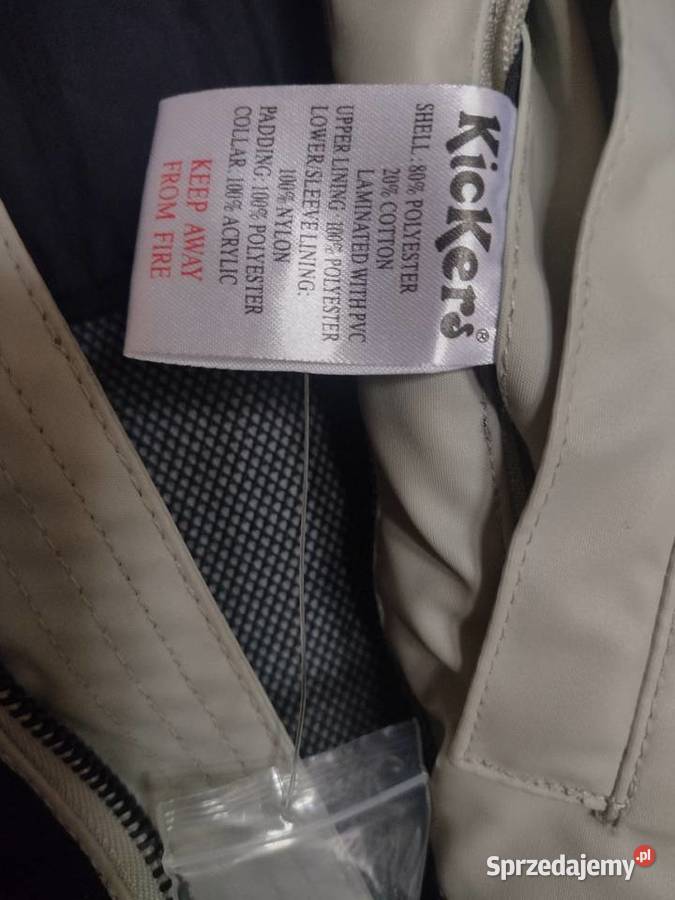 Kickers®
SHELL : 80% POLYESTER
20% COTTON
LAMINATED WITH PVC
UPPER LINING : 100% POLYESTER
LOWER/SLEEVE LINING:
100% NYLON
PADDING: 100% POLYESTER
COLLAR: 100% ACRYLIC
KEEP AWAY
FROM FIRE
Sprzedajemy.pl